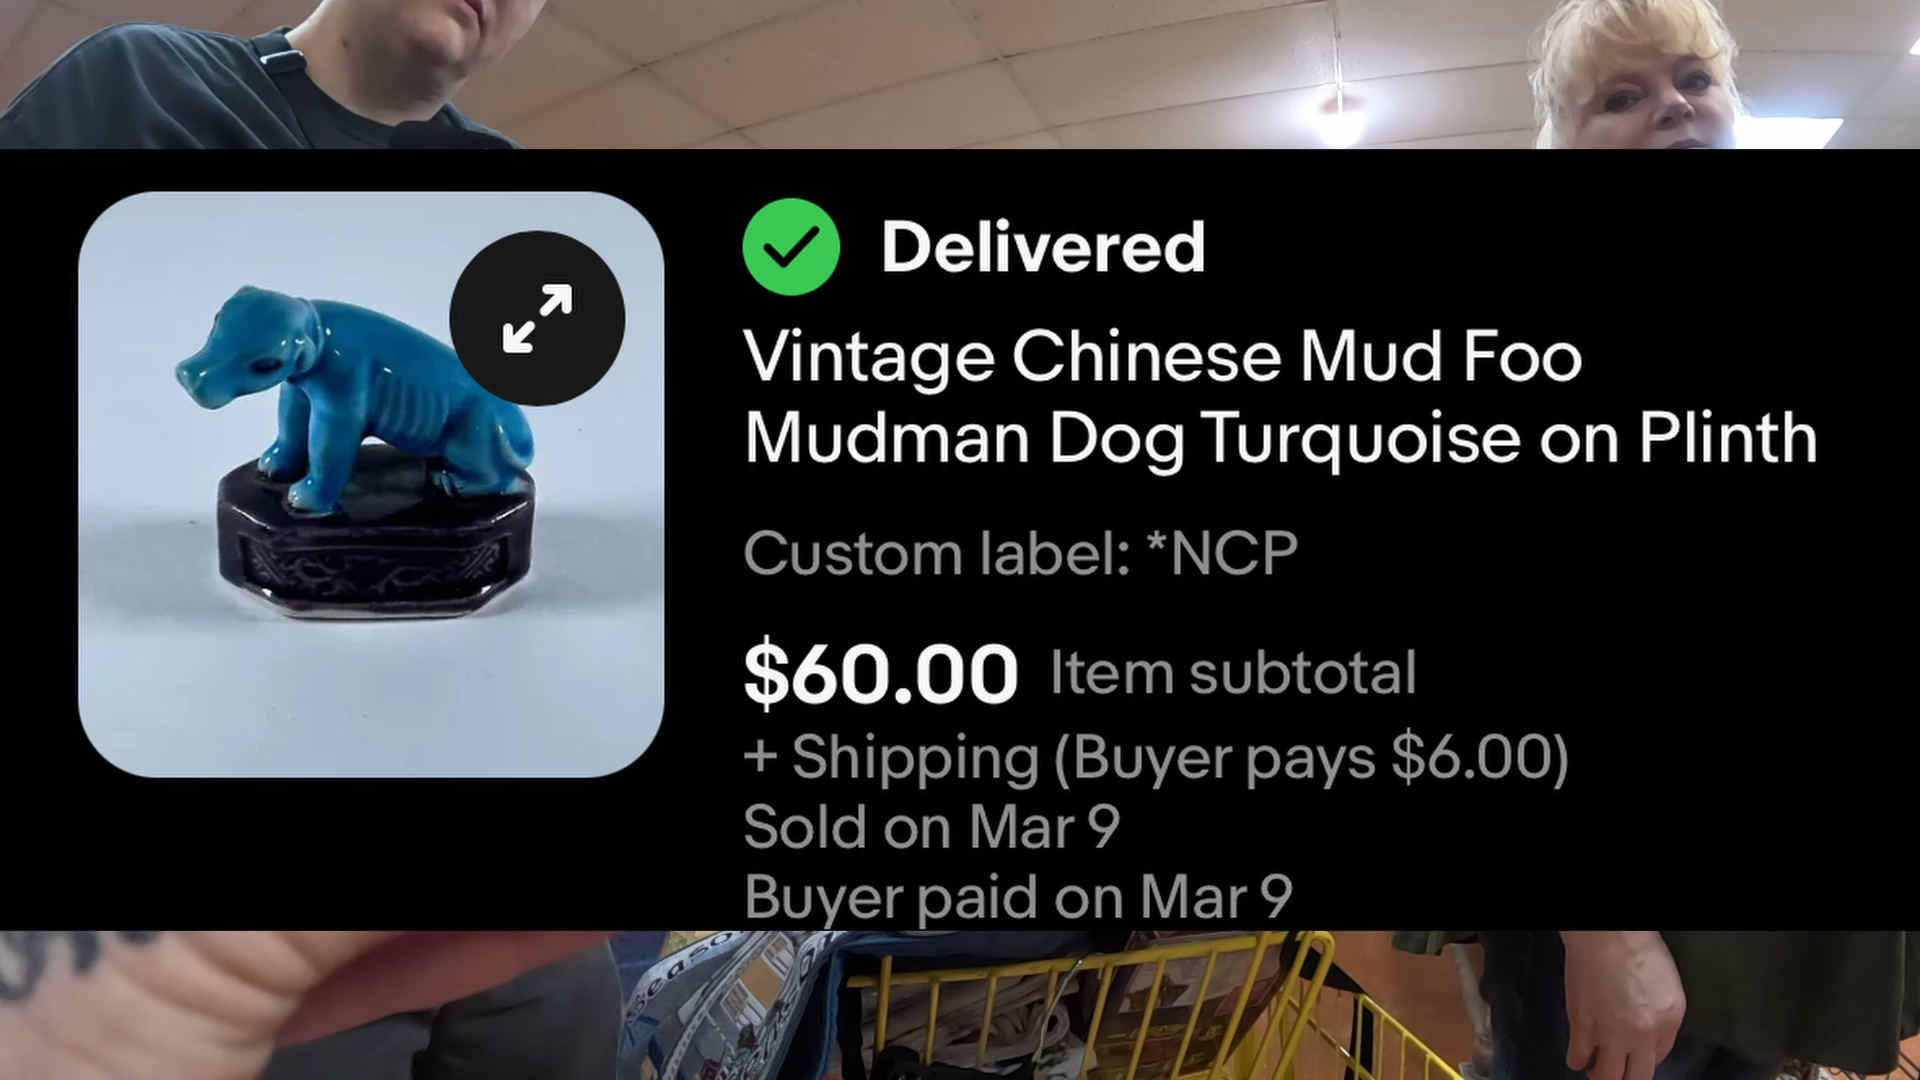 Delivered
Vintage Chinese Mud Foo
Mudman Dog Turquoise on Plinth
Custom label: *NCP
$60.00 Item subtotal
+ Shipping (Buyer pays $6.00)
Sold on Mar 9
Buyer paid on Mar 9